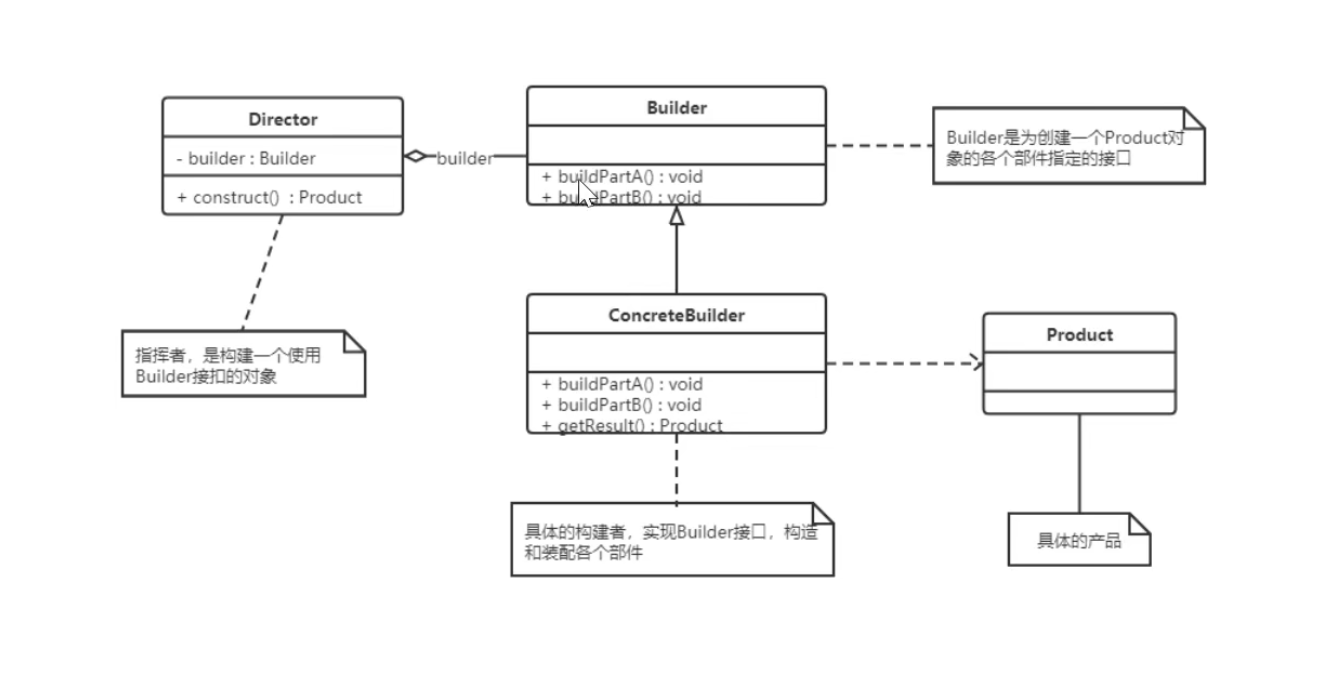 Director
- builder : Builder
+ construct() : Product
builder
Builder
+ buildPartA() : void
+ buildPartB() : void
Builder是为创建一个Product对
象的各个部件指定的接口
指挥者，是构建一个使用
Builder接扣的对象
ConcreteBuilder
+ buildPartA() : void
+ buildPartB() : void
+ getResult() : Product
Product
具体的构建者，实现Builder接口，构造
和装配各个部件
具体的产品